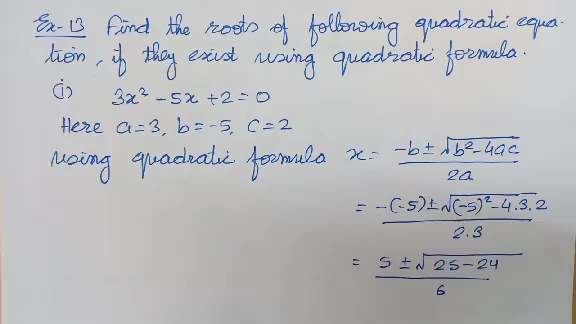 Ex-13 Find the roots of following quadratic equa-
tion, if they exist using quadratic formula.
(i) 3x² - 5x + 2 = 0
Here a = 3, b = -5, c = 2
using quadratic formula x = (-b ± √(b² - 4ac)) / 2a
= (-(-5) ± √((-5)² - 4.3.2)) / 2.3
= (5 ± √(25 - 24)) / 6